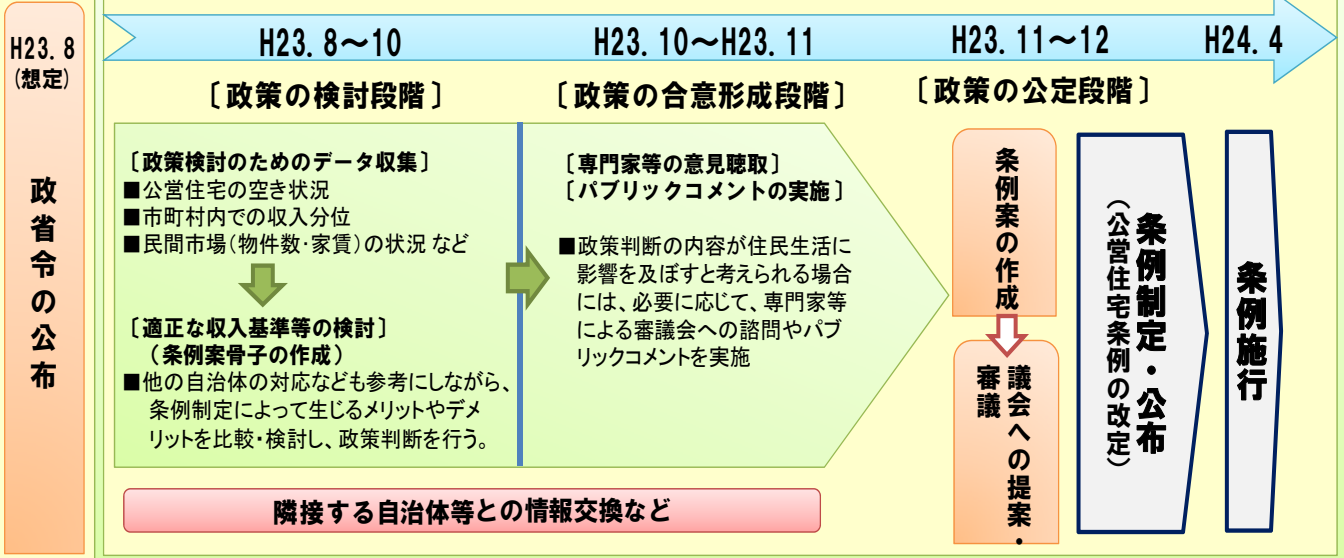 H23. 8
(想定)
政省令の公布
H23. 8～10
H23. 10～H23. 11
H23. 11～12
H24. 4
〔政策の検討段階〕
〔政策の合意形成段階〕
〔政策の公定段階〕
〔政策検討のためのデータ収集〕
■公営住宅の空き状況
■市町村内での収入分位
■民間市場(物件数・家賃)の状況 など
〔適正な収入基準等の検討〕
（条例案骨子の作成）
■他の自治体の対応なども参考にしながら、
条例制定によって生じるメリットやデメ
リットを比較・検討し、政策判断を行う。
〔専門家等の意見聴取〕
〔パブリックコメントの実施〕
■政策判断の内容が住民生活に
影響を及ぼすと考えられる場合
には、必要に応じて、専門家等
による審議会への諮問やパブ
リックコメントを実施
隣接する自治体等との情報交換など
条例案の作成
議会への提案・
審議
条例制定・公布
（公営住宅条例の改定）
条例施行